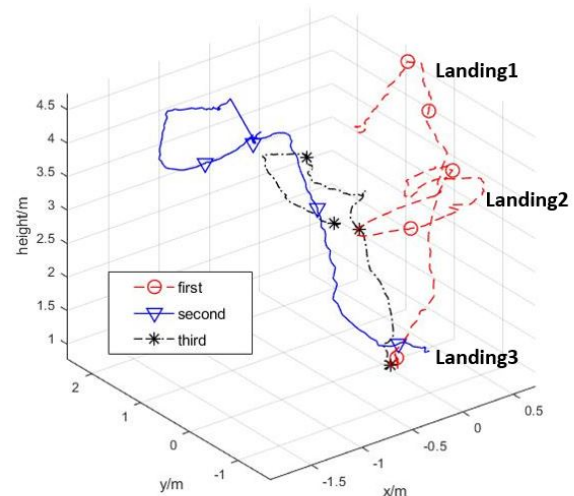 Landing1
4.5
4
3.5
3
2.5
2
1.5
1
height/m
Landing2
first
second
third
Landing3
2
1
0
-1
y/m
-1.5
-1
-0.5
0
0.5
x/m